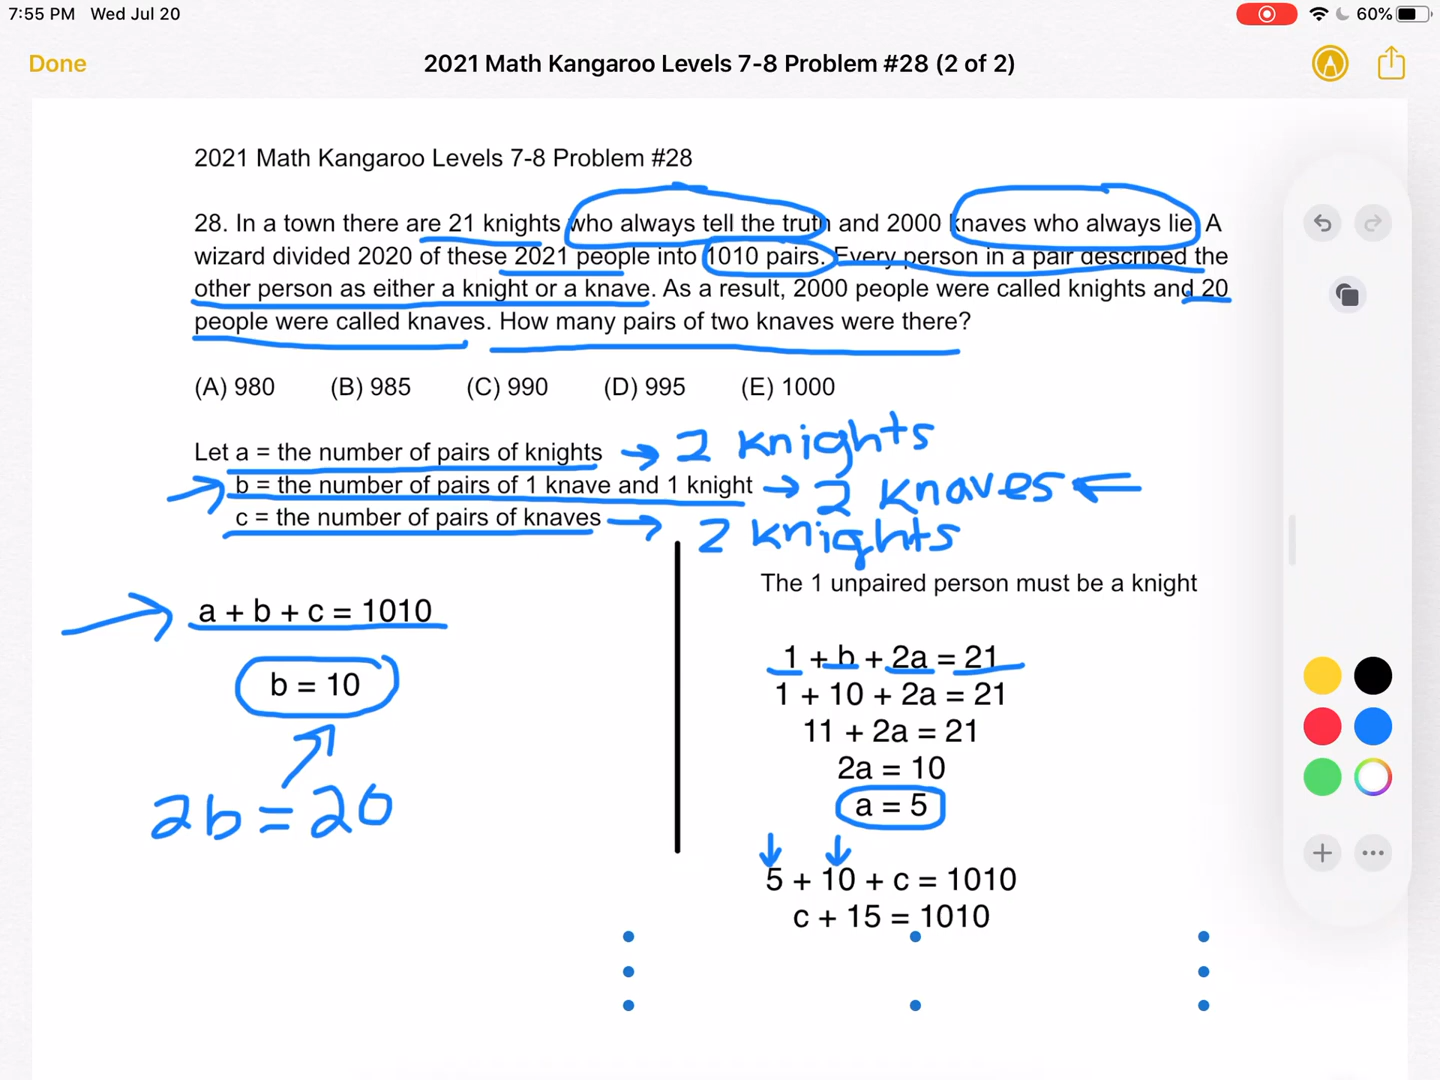 7:55 PM Wed Jul 20
60%
Done
2021 Math Kangaroo Levels 7-8 Problem #28 (2 of 2)
2021 Math Kangaroo Levels 7-8 Problem #28
28. In a town there are 21 knights who always tell the truth and 2000 knaves who always lie. A
wizard divided 2020 of these 2021 people into 1010 pairs. Every person in a pair described the
other person as either a knight or a knave. As a result, 2000 people were called knights and 20
people were called knaves. How many pairs of two knaves were there?
(A) 980 (B) 985 (C) 990 (D) 995 (E) 1000
Let a = the number of pairs of knights → 2 knights
b = the number of pairs of 1 knave and 1 knight → 2 knaves
c = the number of pairs of knaves → 2 knights
a + b + c = 1010
b = 10
2b = 20
The 1 unpaired person must be a knight
1 + b + 2a = 21
1 + 10 + 2a = 21
11 + 2a = 21
2a = 10
a = 5
5 + 10 + c = 1010
c + 15 = 1010